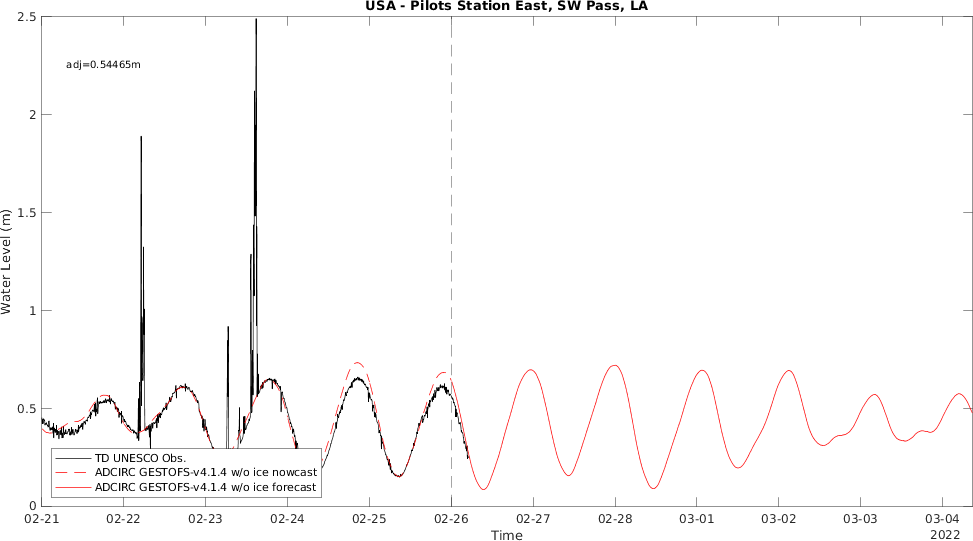 USA - Pilots Station East, SW Pass, LA
2.5
adj=0.54465m
2
1.5
Water Level (m)
1
0.5
TD UNESCO Obs.
ADCIRC GESTOFS-v4.1.4 w/o ice nowcast
ADCIRC GESTOFS-v4.1.4 w/o ice forecast
0
02-21 02-22 02-23 02-24 02-25 02-26 02-27 02-28 03-01 03-02 03-03 03-04
Time
2022